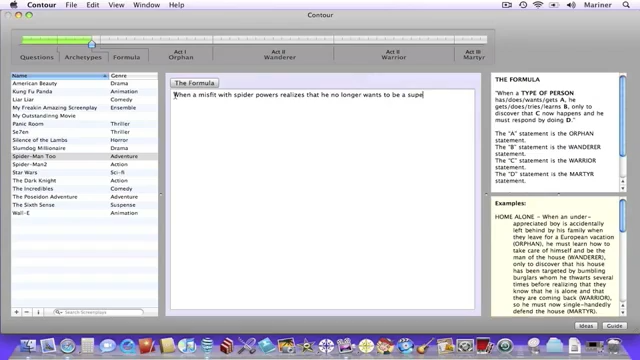 Contour File Edit View Window Help
Mariner
Contour
Questions Archetypes Formula
Act I
Orphan
Act II
Wanderer
Act II
Warrior
Act III
Martyr
Name Genre
American Beauty Drama
Kung Fu Panda Animation
Liar Liar Comedy
My Freakin Amazing Screenplay Ensemble
My Outstandinng Movie
Panic Room Thriller
Se7en Thriller
Silence of the Lambs Thriller
Slumdog Millionaire Drama
Spider-Man Too Adventure
Spider-Man2 Action
Star Wars Sci-fi
The Dark Knight Action
The Incredibles Comedy
The Poseidon Adventure Adventure
The Sixth Sense Suspense
Wall-E Animation
Search Screenplays
The Formula
When a misfit with spider powers realizes that he no longer wants to be a supe
THE FORMULA
"When a TYPE OF PERSON
has/does/wants/gets A, he
gets/does/tries/learns B, only to
discover that C now happens and
he must respond by D."
The "A" statement is the ORPHAN
statement.
The "B" statement is the WANDERER
statement.
The "C" statement is the WARRIOR
statement.
The "D" statement is the MARTYR
statement.
Examples:
HOME ALONE - When an under-
appreciated boy is accidentally
left behind by his family when
they leave for a European vacation
(ORPHAN), he must learn how to
take care of himself and be the
man of the house (WANDERER),
only to discover that his house
has been targeted by bumbling
burglars whom he thwarts several
times before realizing that they
know that he is alone and that
they are coming back (WARRIOR),
so he must now single-handedly
defend the house (MARTYR).
Ideas Guide